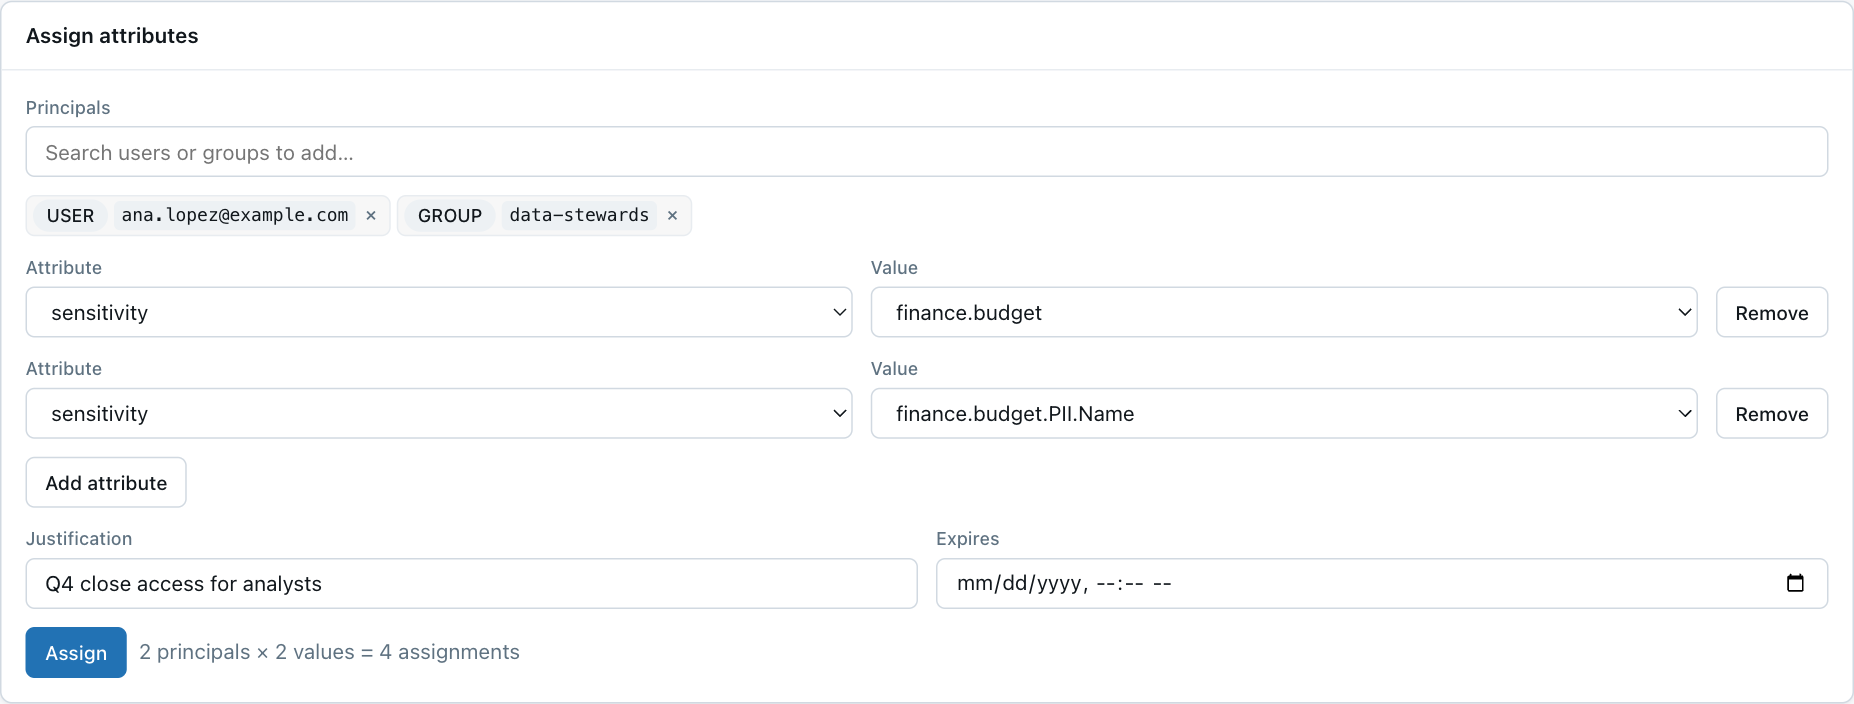 Assign attributes
Principals
Search users or groups to add...
USER ana.lopez@example.com × GROUP data-stewards ×
Attribute Value
sensitivity finance.budget Remove
Attribute Value
sensitivity finance.budget.PII.Name Remove
Add attribute
Justification Expires
Q4 close access for analysts mm/dd/yyyy, --:-- --
Assign 2 principals × 2 values = 4 assignments